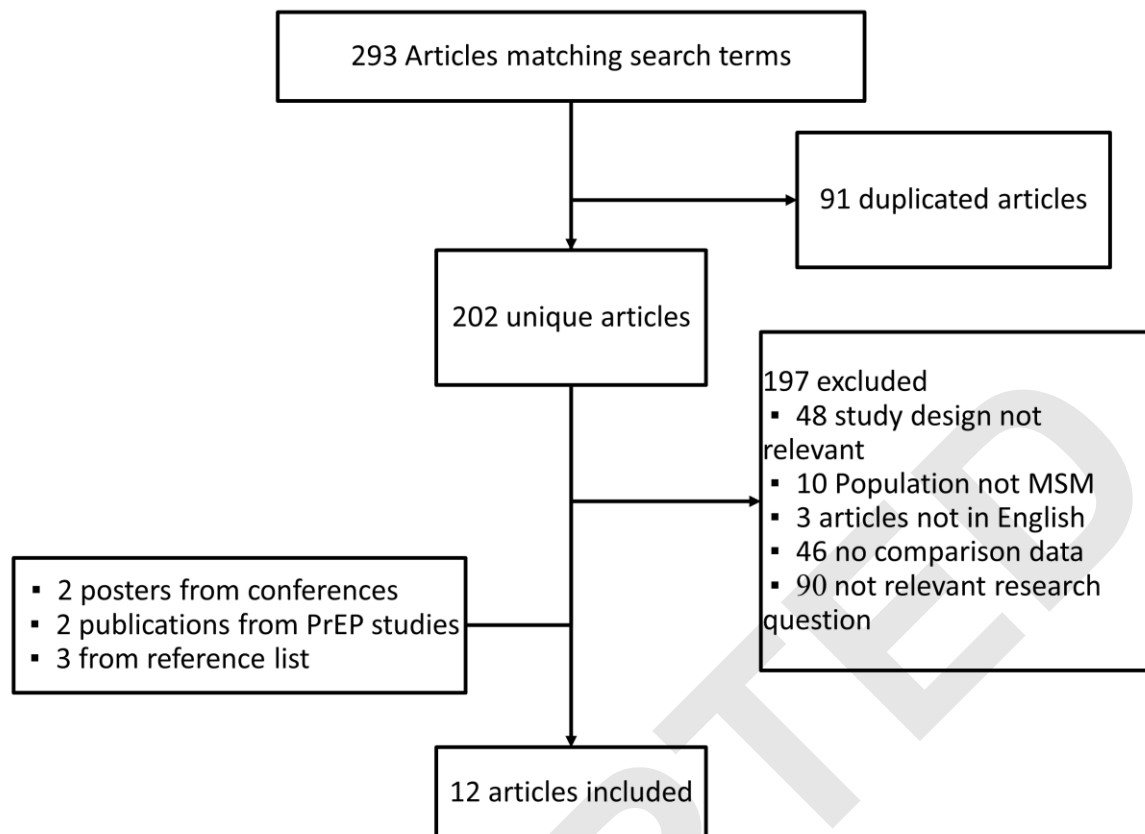 293 Articles matching search terms
91 duplicated articles
202 unique articles
197 excluded
▪ 48 study design not
relevant
▪ 10 Population not MSM
▪ 3 articles not in English
▪ 46 no comparison data
▪ 90 not relevant research
question
▪ 2 posters from conferences
▪ 2 publications from PrEP studies
▪ 3 from reference list
12 articles included
PTED